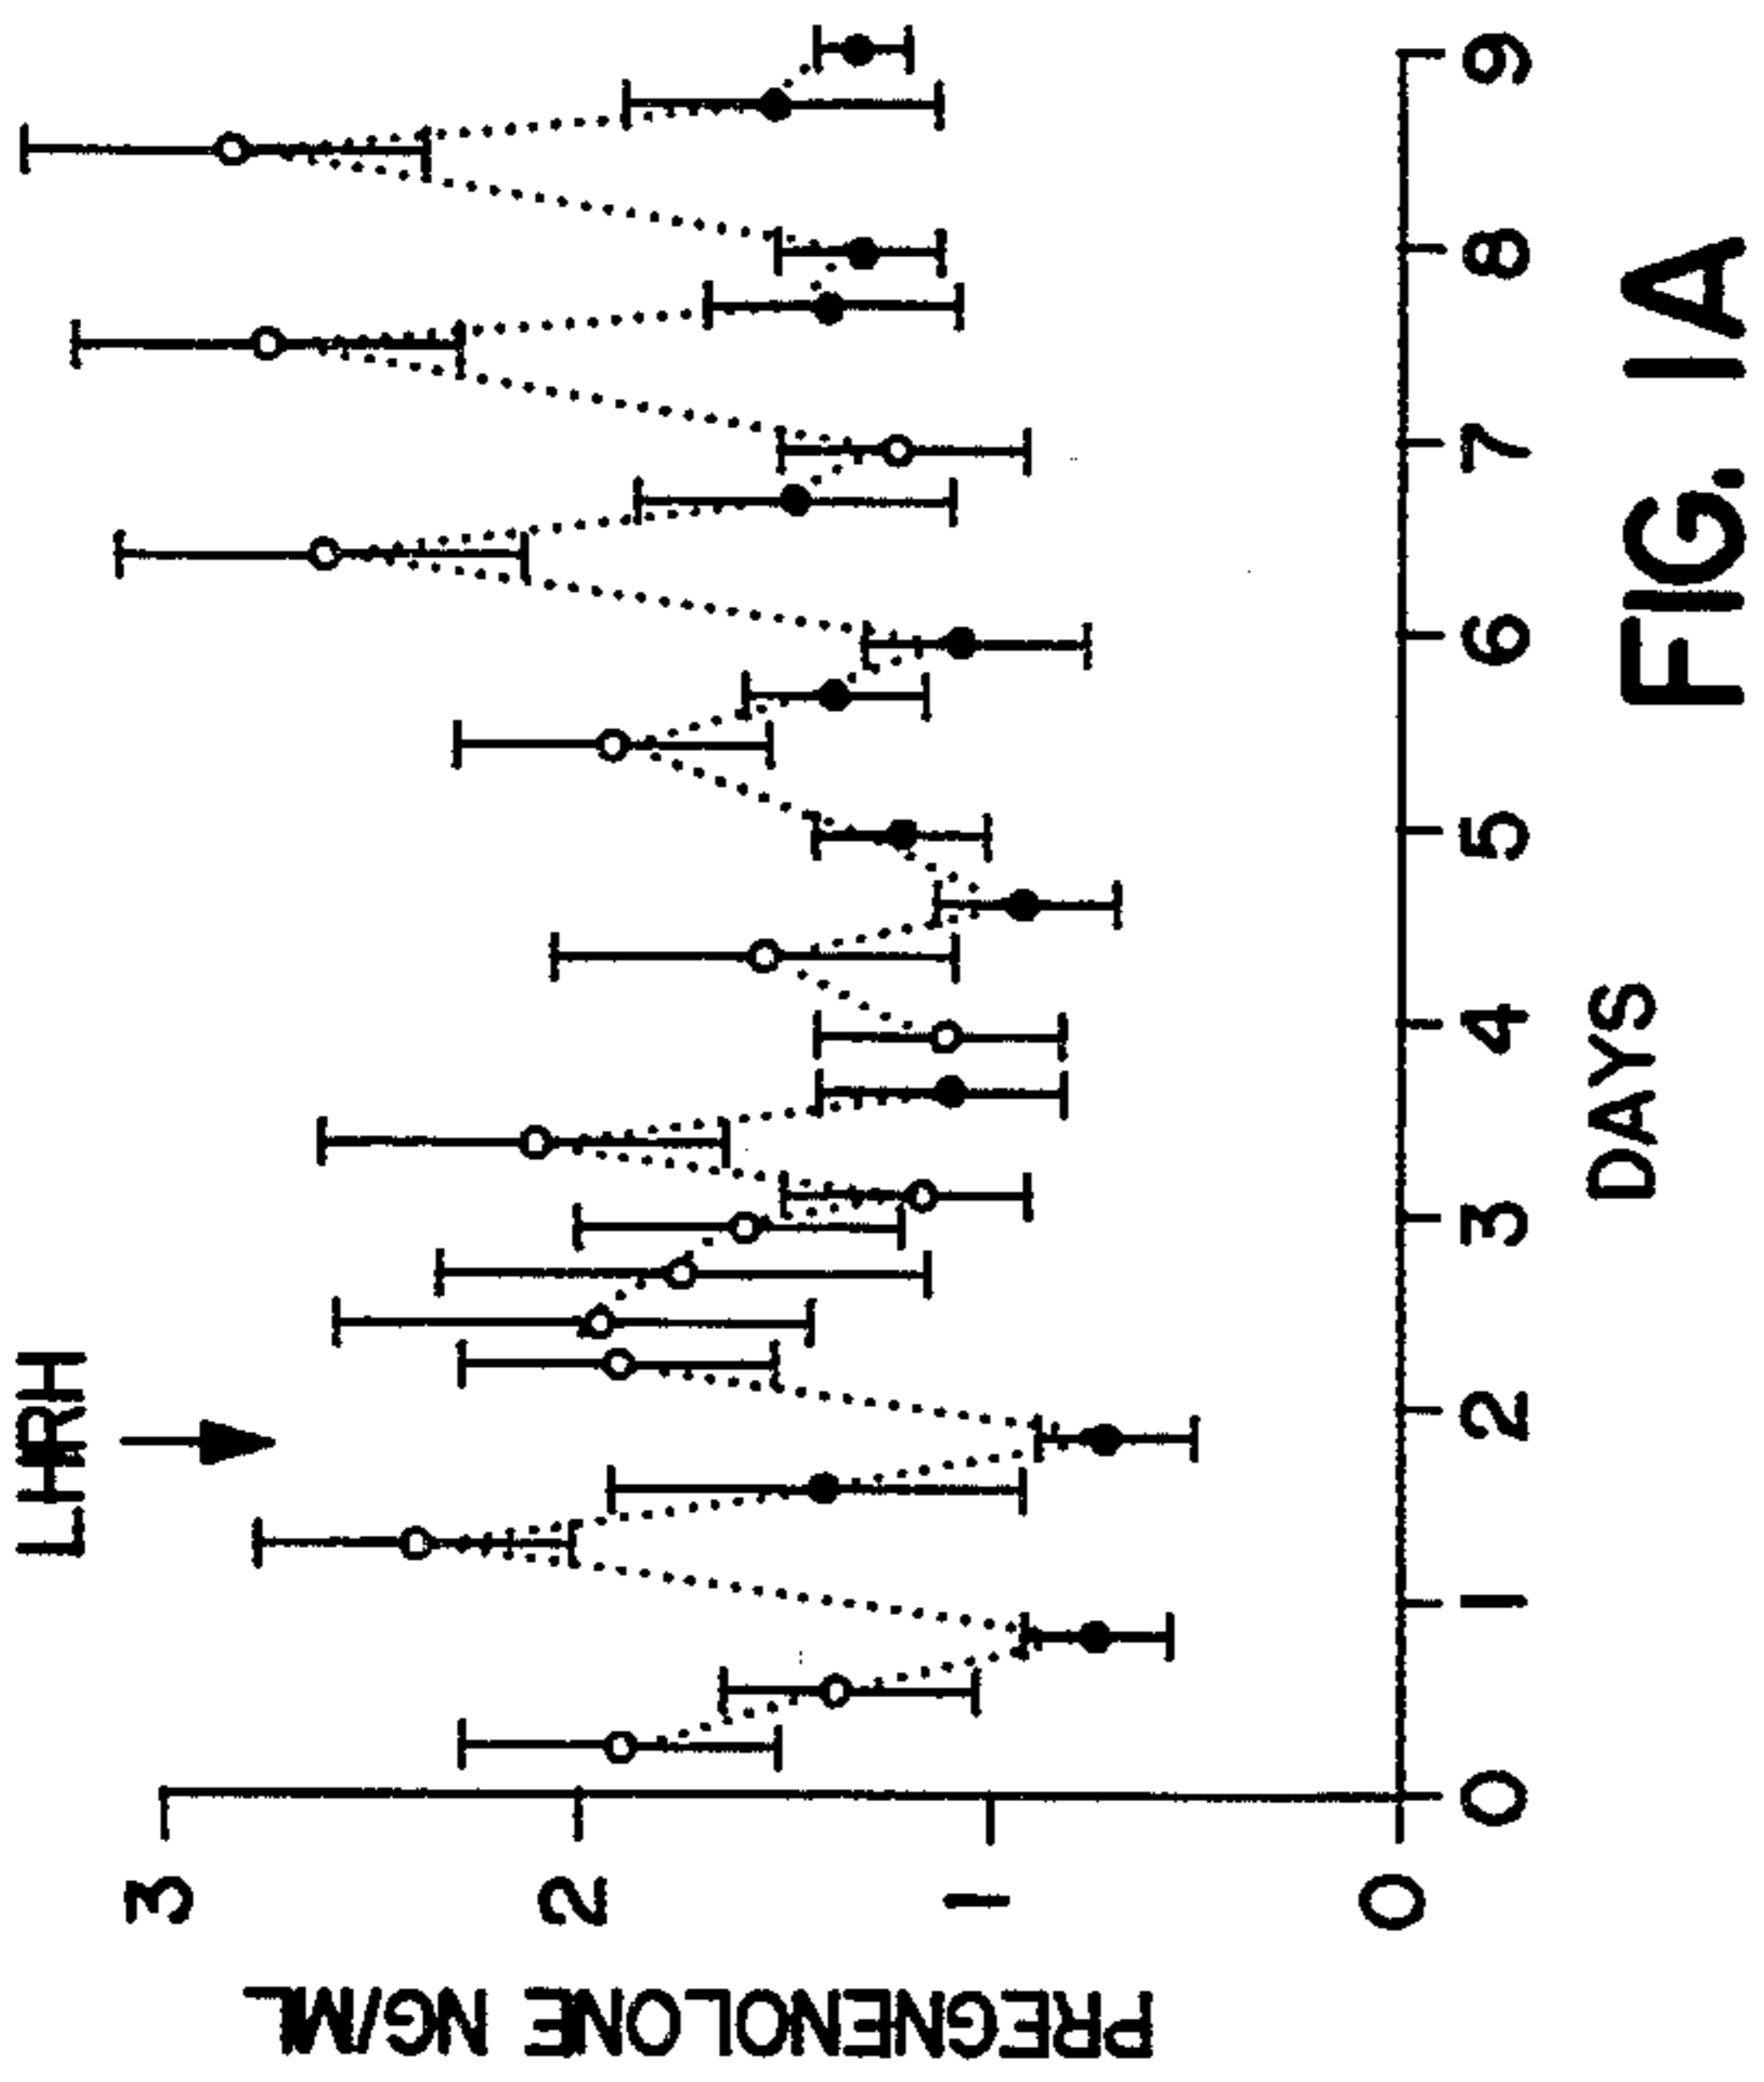 LHRH
PREGNENOLONE NG/ML
3
2
1
0
0 1 2 3 4 5 6 7 8 9
DAYS
FIG. 1A